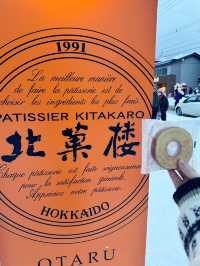 1991
La meilleure manière
de faire la pâtisserie est de
choisir les ingrédients les plus frais
PATISSIER KITAKARO
北菓楼
Chaque pâtisserie est faite soigneusement
pour la satisfaction générale.
Appréciez notre pâtisserie.
HOKKAIDO
OTARU